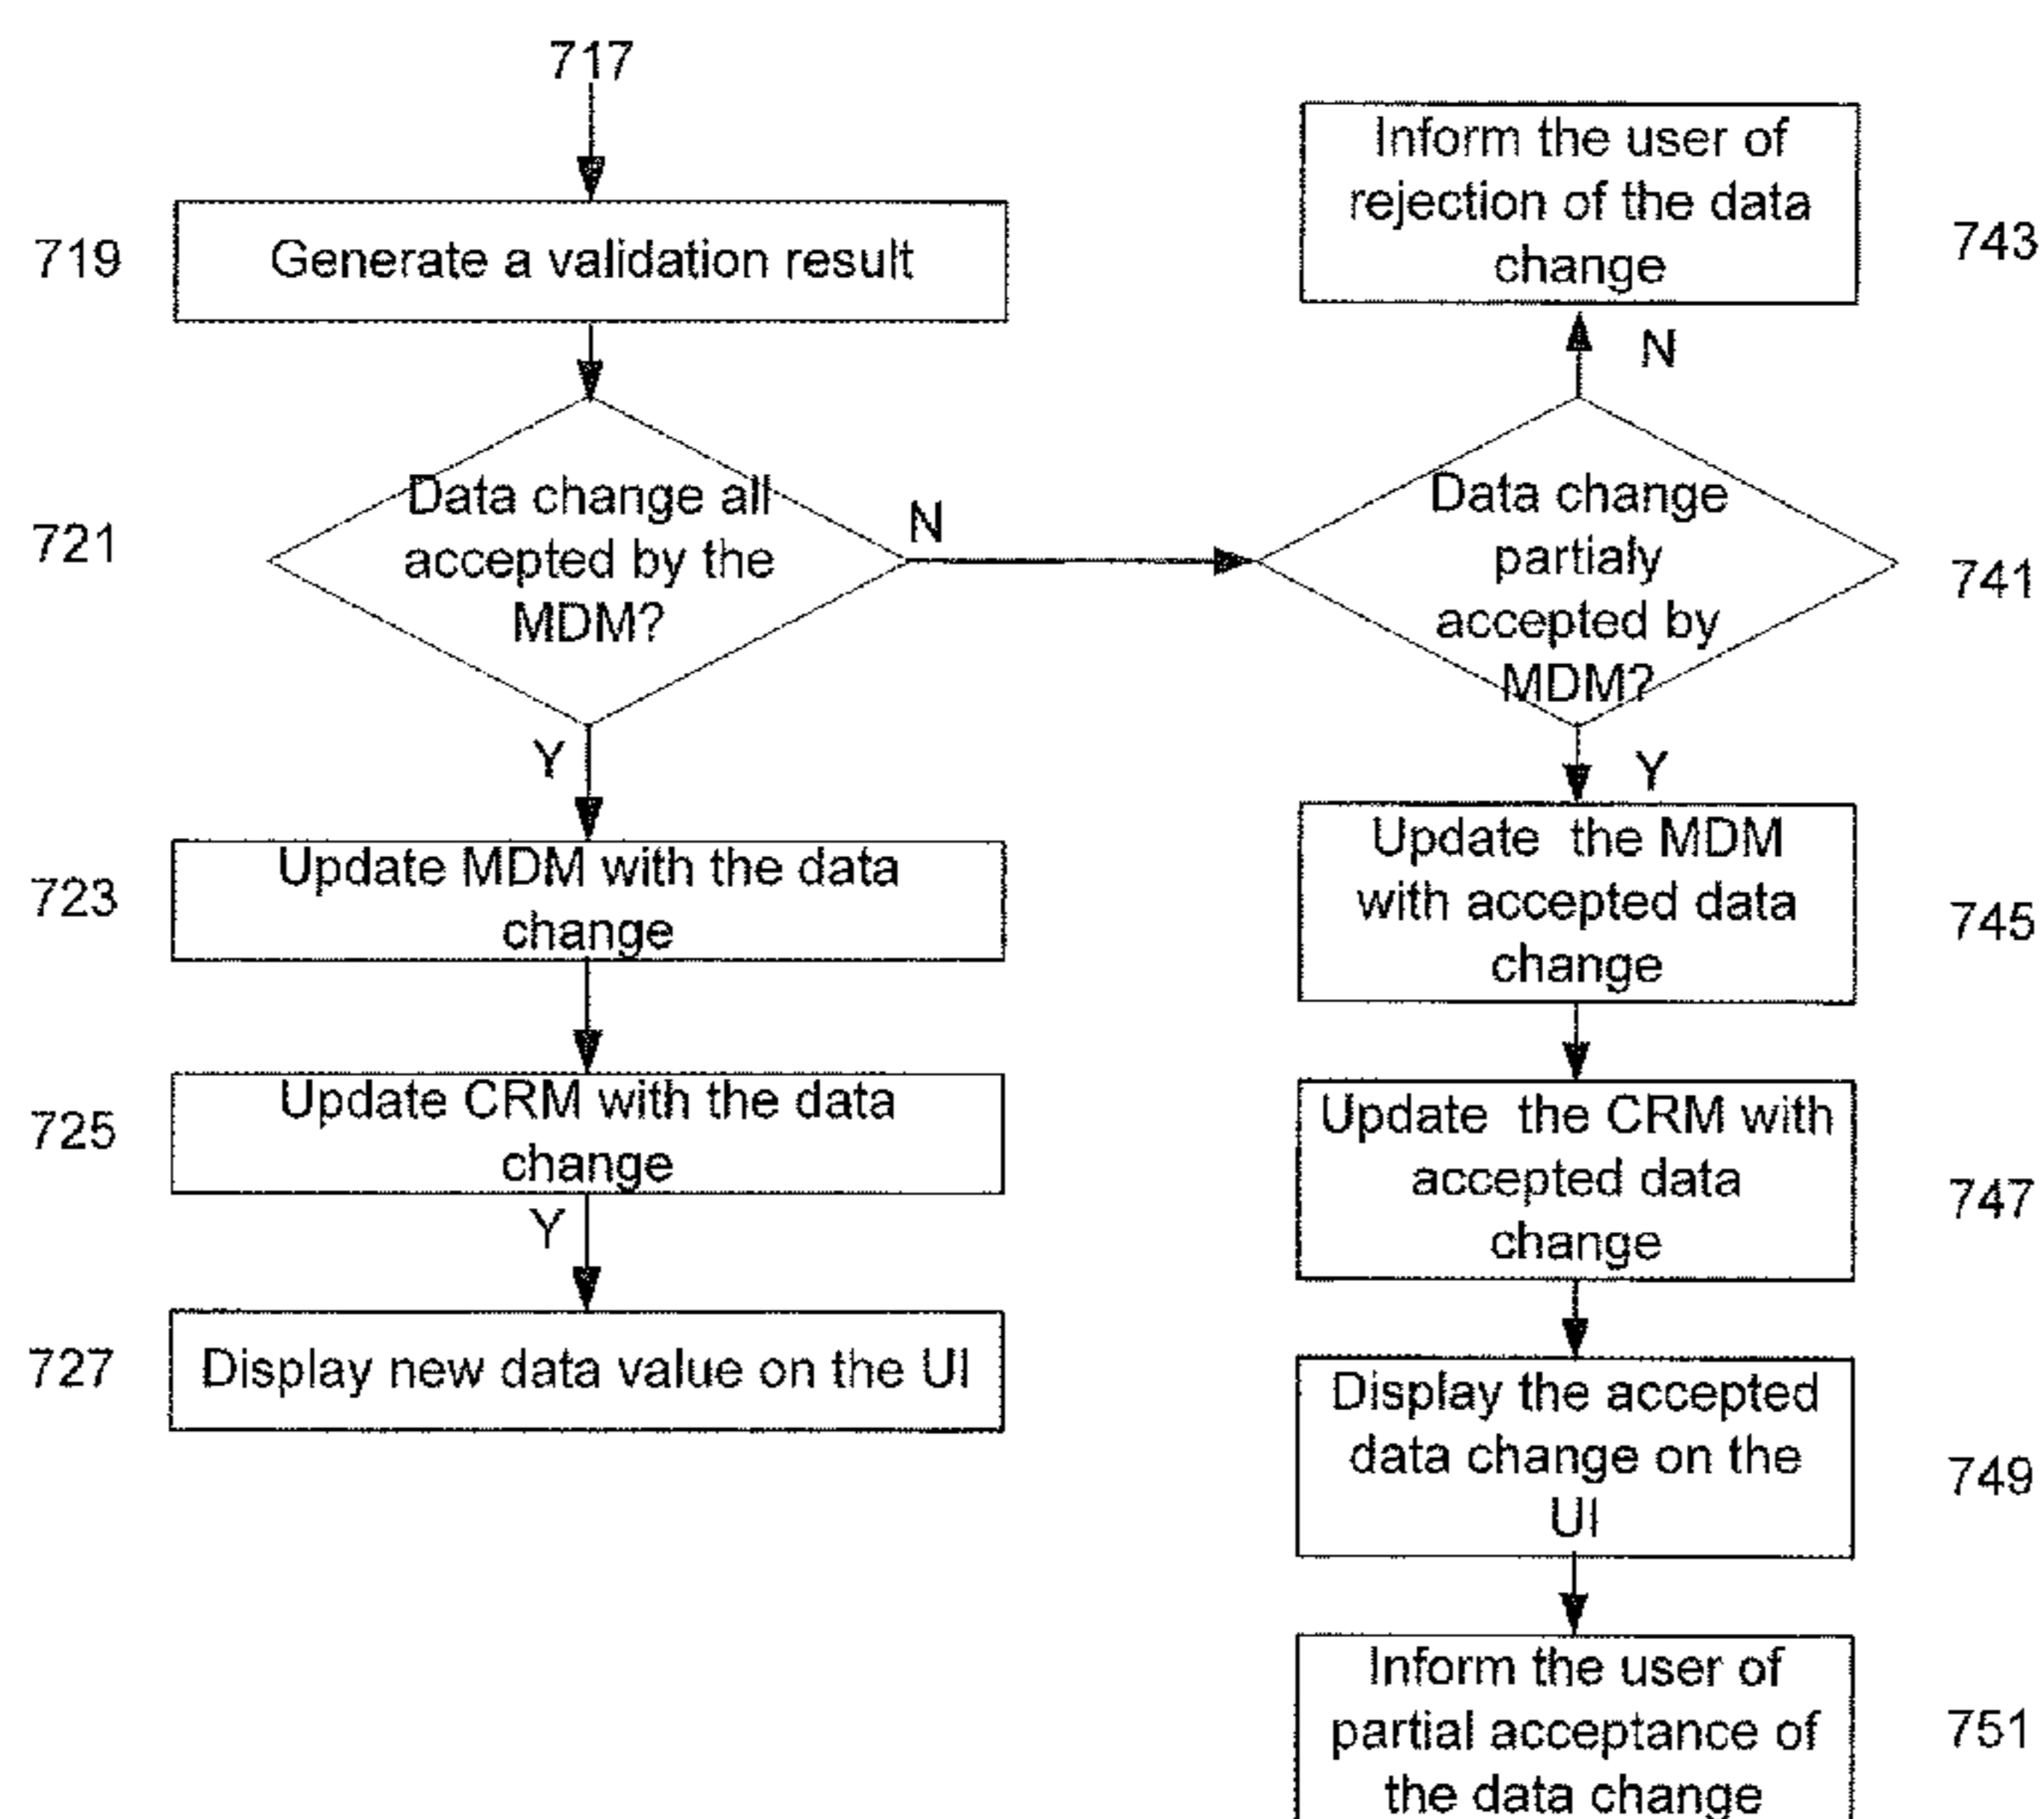 717
719
Generate a validation result
721
Data change all
accepted by the
MDM?
N
Y
723
Update MDM with the data
change
725
Update CRM with the data
change
Y
727
Display new data value on the UI
Inform the user of
rejection of the data
change
743
N
Data change
partialy
accepted by
MDM?
741
Y
Update the MDM
with accepted data
change
745
Update the CRM with
accepted data
change
747
Display the accepted
data change on the
UI
749
Inform the user of
partial acceptance of
the data change
751